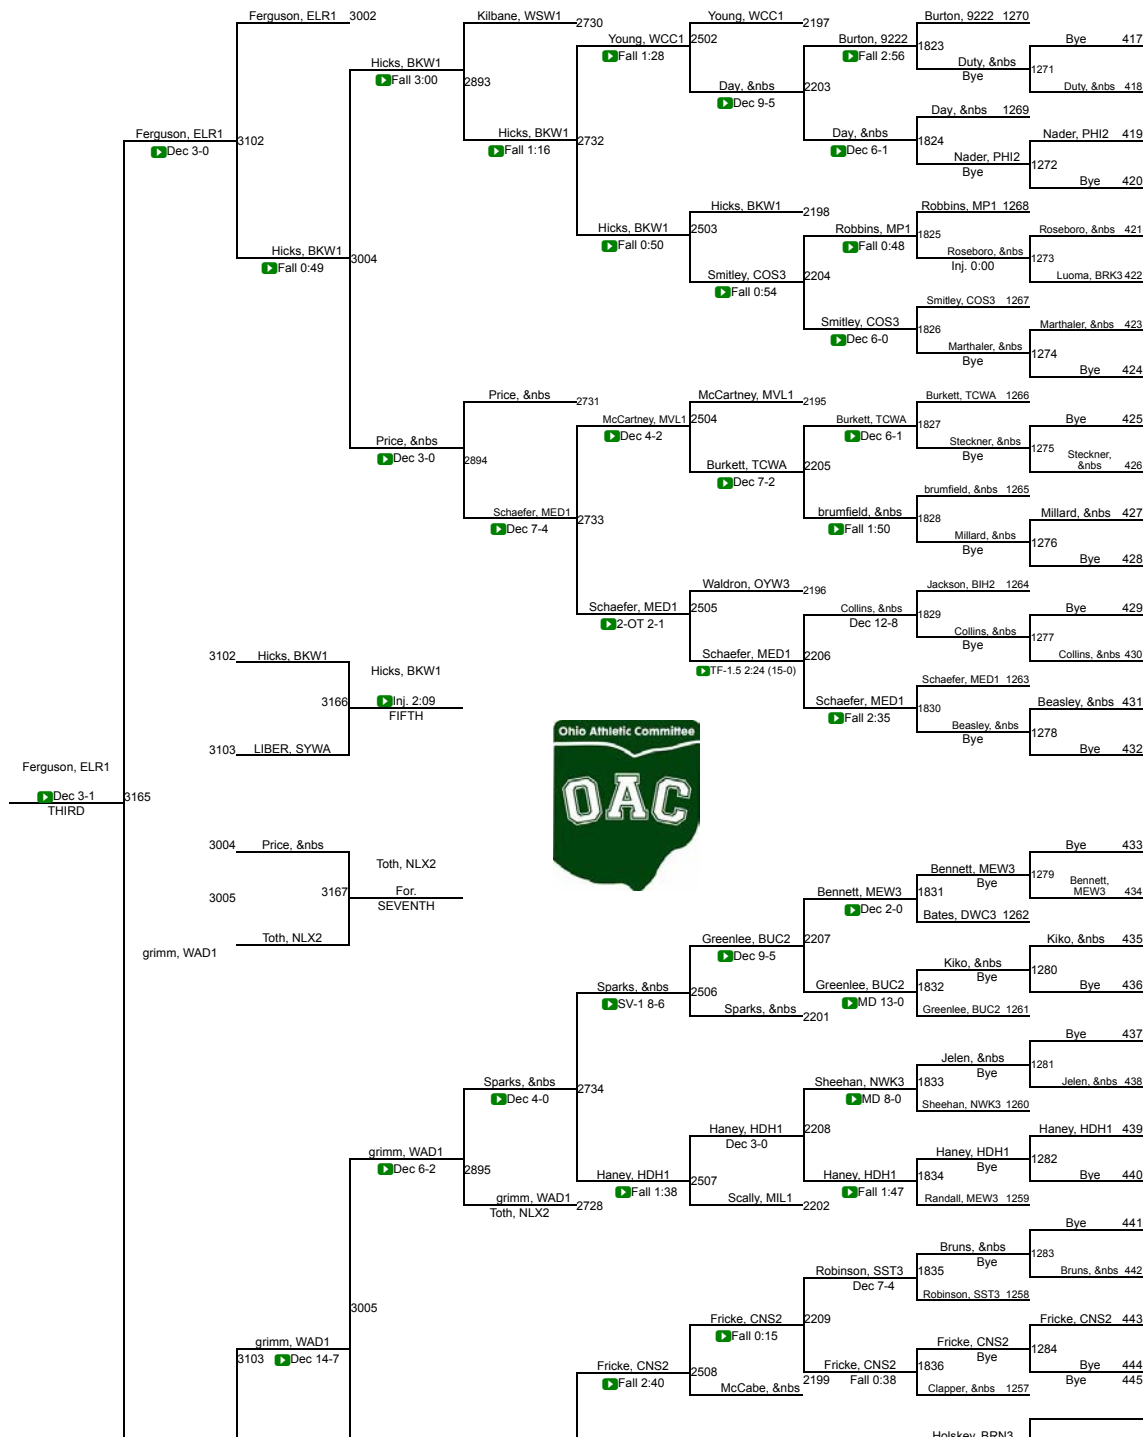 Ferguson, ELR1 3002
Kilbane, WSW1
2730
Young, WCC1
2197
Burton, 9222 1270
Young, WCC1
2502
Fall 1:28
Burton, 9222
1823
Fall 2:56
Bye 417
Duty, &nbs
Bye
1271
Duty, &nbs 418
Hicks, BKW1
Fall 3:00
2893
Day, &nbs
Dec 9-5
2203
Day, &nbs 1269
Ferguson, ELR1
Dec 3-0
3102
Hicks, BKW1
Fall 1:16
2732
Day, &nbs
Dec 6-1
1824
Nader, PHI2 419
Nader, PHI2
Bye
1272
Bye 420
Hicks, BKW1
2198
Robbins, MP1 1268
Hicks, BKW1
Fall 0:50
2503
Robbins, MP1
Fall 0:48
1825
Roseboro, &nbs 421
Roseboro, &nbs
Inj. 0:00
1273
Luoma, BRK3 422
Hicks, BKW1
Fall 0:49
3004
Smitley, COS3
Fall 0:54
2204
Smitley, COS3 1267
Smitley, COS3
Dec 6-0
1826
Marthaler, &nbs 423
Marthaler, &nbs
Bye
1274
Bye 424
Price, &nbs
2731
McCartney, MVL1
2195
Burkett, TCWA 1266
McCartney, MVL1
Dec 4-2
2504
Burkett, TCWA
Dec 6-1
1827
Bye 425
Steckner, &nbs
Bye
1275
Steckner,
&nbs 426
Price, &nbs
Dec 3-0
2894
Burkett, TCWA
Dec 7-2
2205
brumfield, &nbs 1265
Schaefer, MED1
Dec 7-4
2733
brumfield, &nbs
Fall 1:50
1828
Millard, &nbs 427
Millard, &nbs
Bye
1276
Bye 428
Waldron, OYW3
2196
Jackson, BIH2 1264
Schaefer, MED1
2-OT 2-1
2505
Collins, &nbs
Dec 12-8
1829
Bye 429
Collins, &nbs
Bye
1277
Collins, &nbs 430
Schaefer, MED1
TF-1.5 2:24 (15-0)
2206
Schaefer, MED1 1263
Schaefer, MED1
Fall 2:35
1830
Beasley, &nbs 431
Beasley, &nbs
Bye
1278
Bye 432
3102 Hicks, BKW1
Hicks, BKW1
3166
Inj. 2:09
FIFTH
3103 LIBER, SYWA
Ohio Athletic Committee
OAC
Ferguson, ELR1
Dec 3-1
THIRD
3165
3004 Price, &nbs
Toth, NLX2
3005
3167
For.
SEVENTH
Toth, NLX2
grimm, WAD1
Bye 433
Bennett, MEW3
Bye
1279
Bennett,
MEW3 434
Bennett, MEW3
Dec 2-0
1831
Bates, DWC3 1262
Greenlee, BUC2
Dec 9-5
2207
Kiko, &nbs 435
Kiko, &nbs
Bye
1280
Bye 436
Sparks, &nbs
SV-1 8-6
2506
Greenlee, BUC2
MD 13-0
1832
Greenlee, BUC2 1261
Sparks, &nbs
2201
Bye 437
Jelen, &nbs
Bye
1281
Jelen, &nbs 438
Sparks, &nbs
Dec 4-0
2734
Sheehan, NWK3
MD 8-0
1833
Sheehan, NWK3 1260
Haney, HDH1
Dec 3-0
2208
Haney, HDH1 439
grimm, WAD1
Dec 6-2
2895
Haney, HDH1
Bye
1282
Bye 440
Haney, HDH1
Fall 1:38
2507
Haney, HDH1
Fall 1:47
1834
Randall, MEW3 1259
grimm, WAD1
Toth, NLX2
2728
Scally, MIL1
2202
Bye 441
Bruns, &nbs
Bye
1283
Bruns, &nbs 442
Robinson, SST3
Dec 7-4
1835
Robinson, SST3 1258
3005
Fricke, CNS2
Fall 0:15
2209
Fricke, CNS2 443
grimm, WAD1
3103
Dec 14-7
Fricke, CNS2
Bye
1284
Bye 444
Fricke, CNS2
Fall 2:40
2508
Fricke, CNS2
Fall 0:38
1836
Bye 445
McCabe, &nbs
2199
Clapper, &nbs 1257
Holskey, BRN3